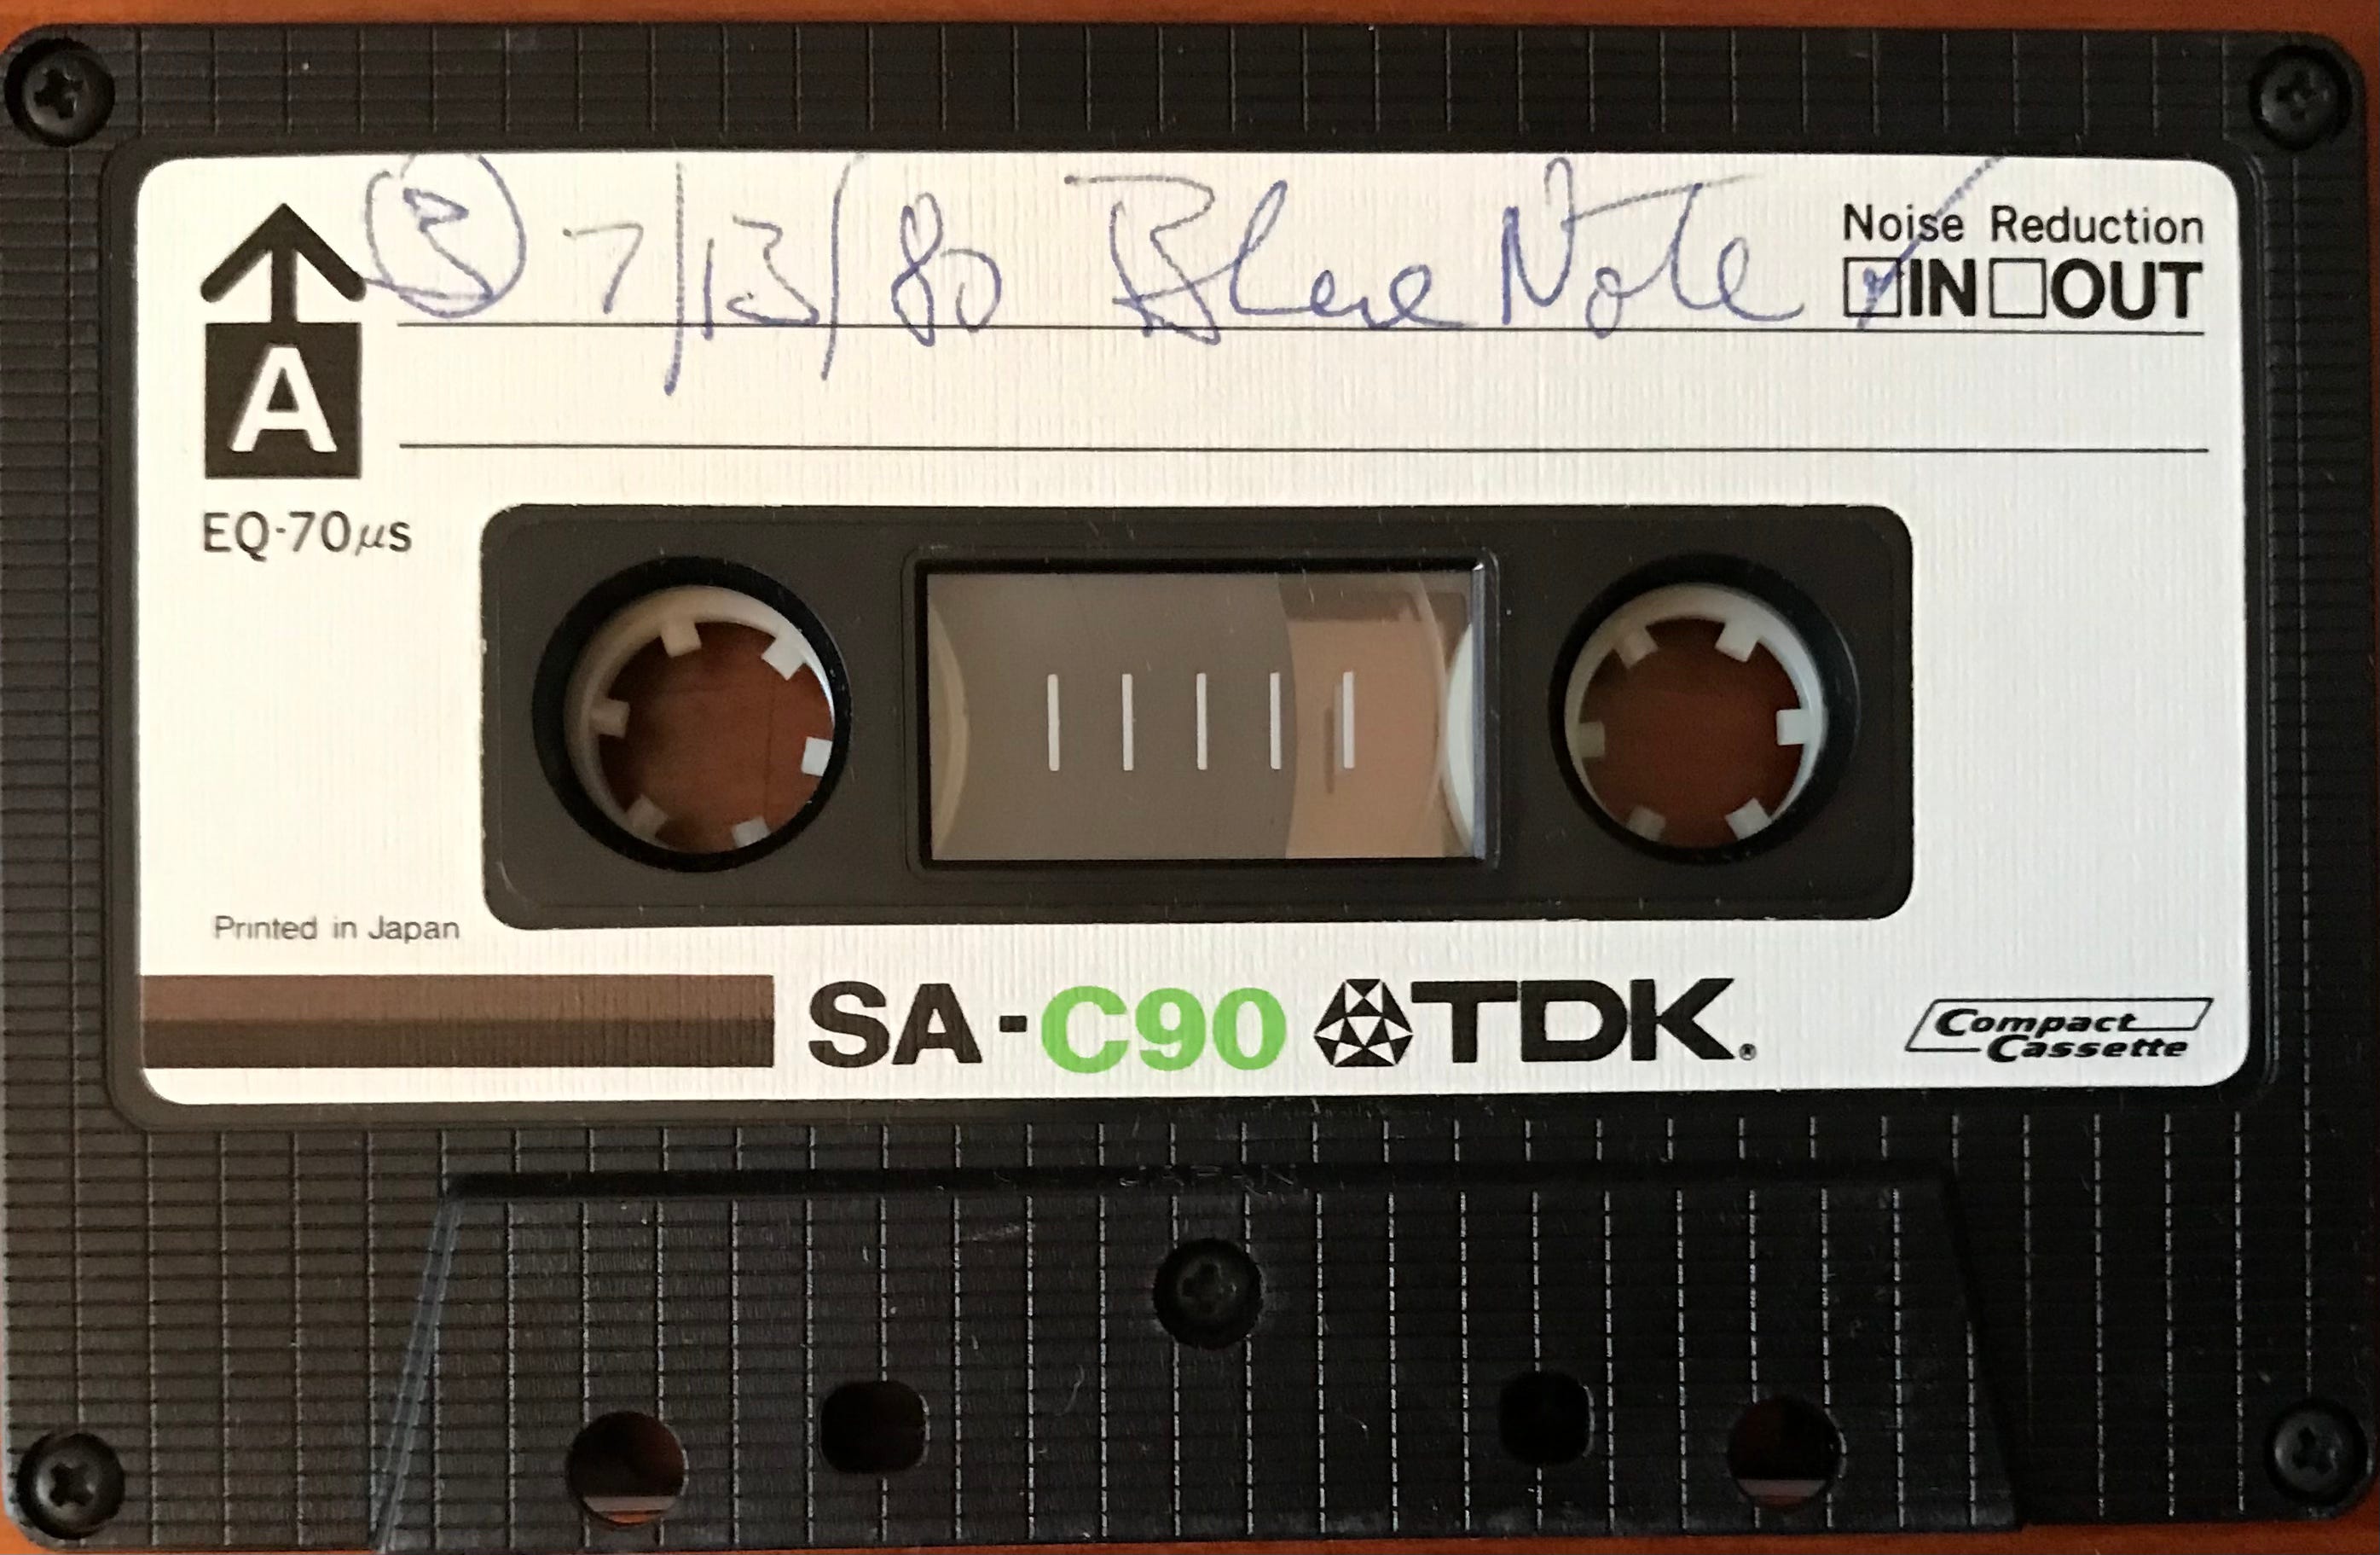 ③ 7/13/80 Blue Note
Noise Reduction
☑IN ☐OUT
A
EQ-70μs
Printed in Japan
SA-C90 TDK®
Compact
Cassette
JAPAN